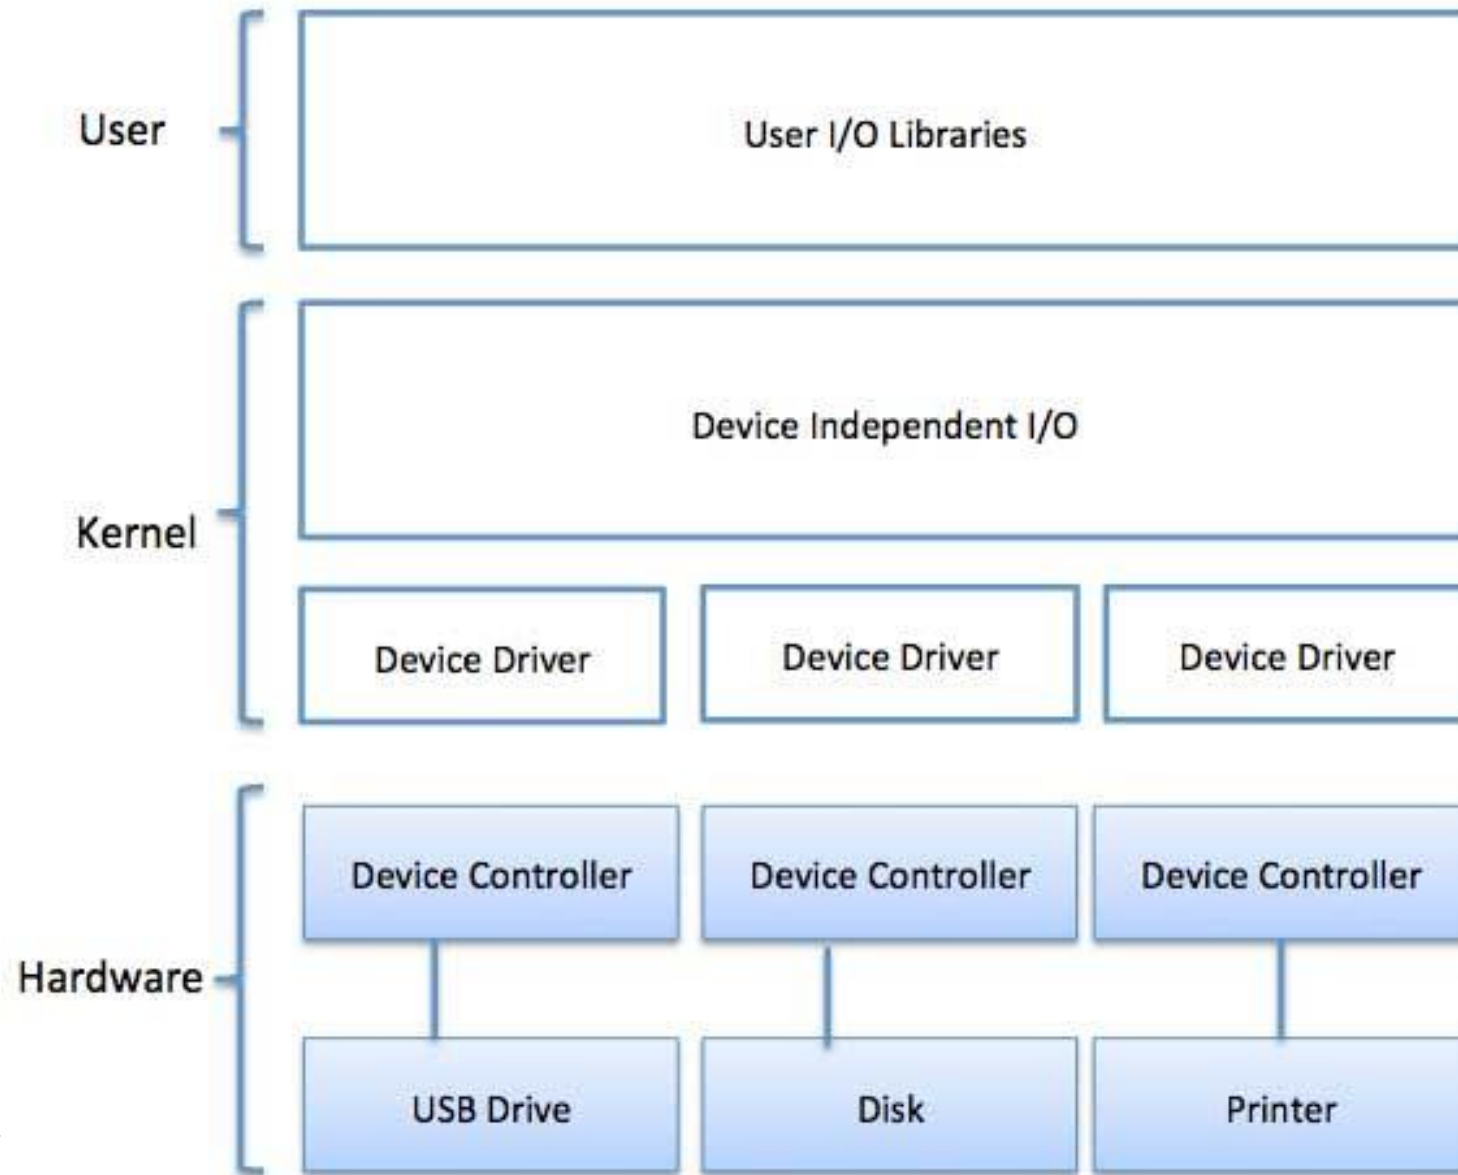 User
User I/O Libraries
Device Independent I/O
Kernel
Device Driver
Device Driver
Device Driver
Device Controller
Device Controller
Device Controller
Hardware
USB Drive
Disk
Printer